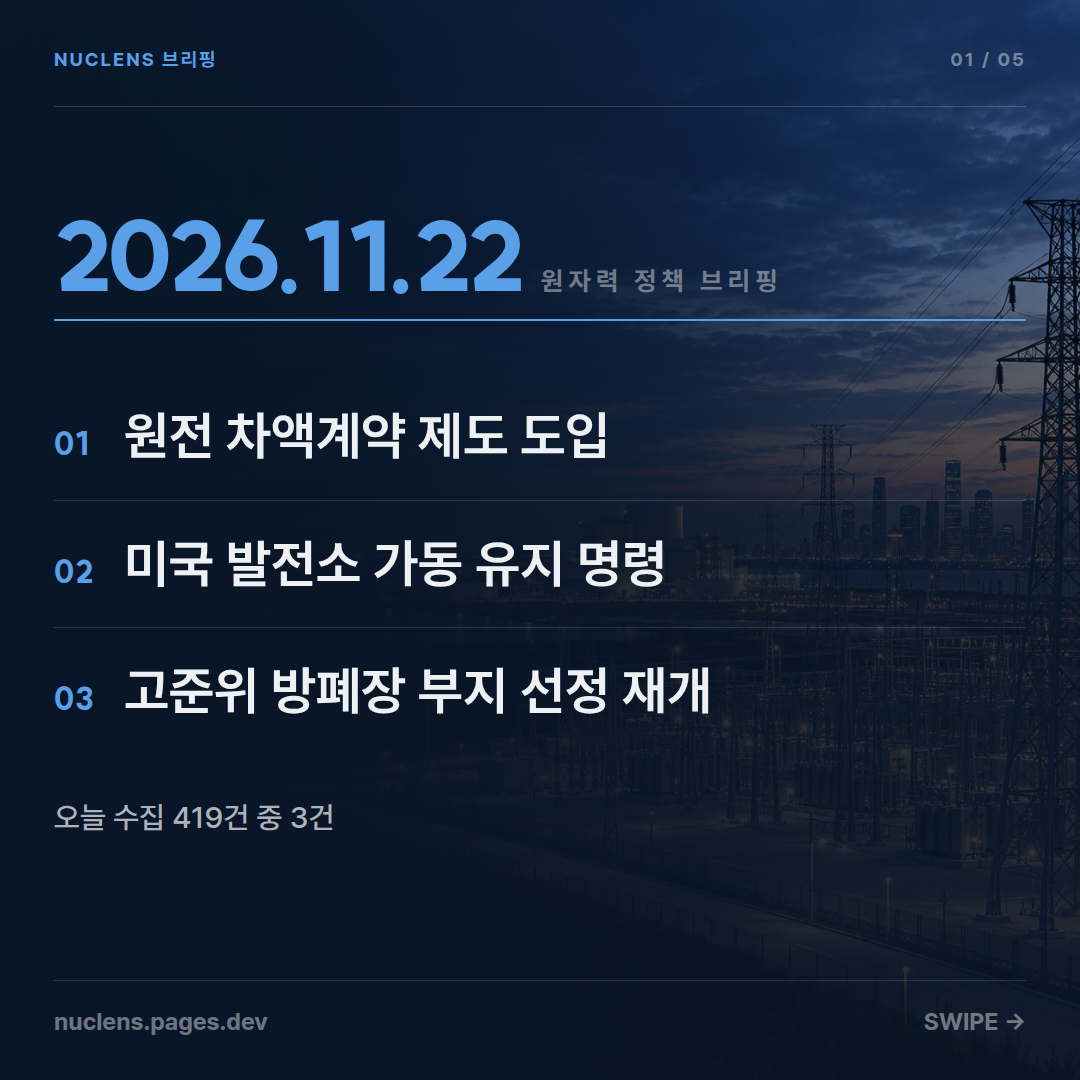 NUCLENS 브리핑
01 / 05
2026.11.22 원자력 정책 브리핑
01 원전 차액계약 제도 도입
02 미국 발전소 가동 유지 명령
03 고준위 방폐장 부지 선정 재개
오늘 수집 419건 중 3건
nuclens.pages.dev
SWIPE →